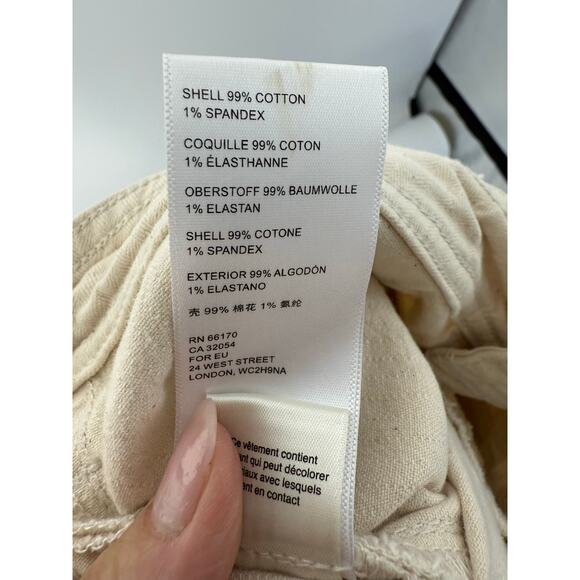 SHELL 99% COTTON
1% SPANDEX
COQUILLE 99% COTON
1% ÉLASTHANNE
OBERSTOFF 99% BAUMWOLLE
1% ELASTAN
SHELL 99% COTONE
1% SPANDEX
EXTERIOR 99% ALGODÓN
1% ELASTANO
壳 99% 棉花 1% 氨纶
RN 66170
CA 32054
FOR EU
24 WEST STREET
LONDON, WC2H9NA
Ce vêtement contient
qui peut décolorer
avec lesquels
en contact